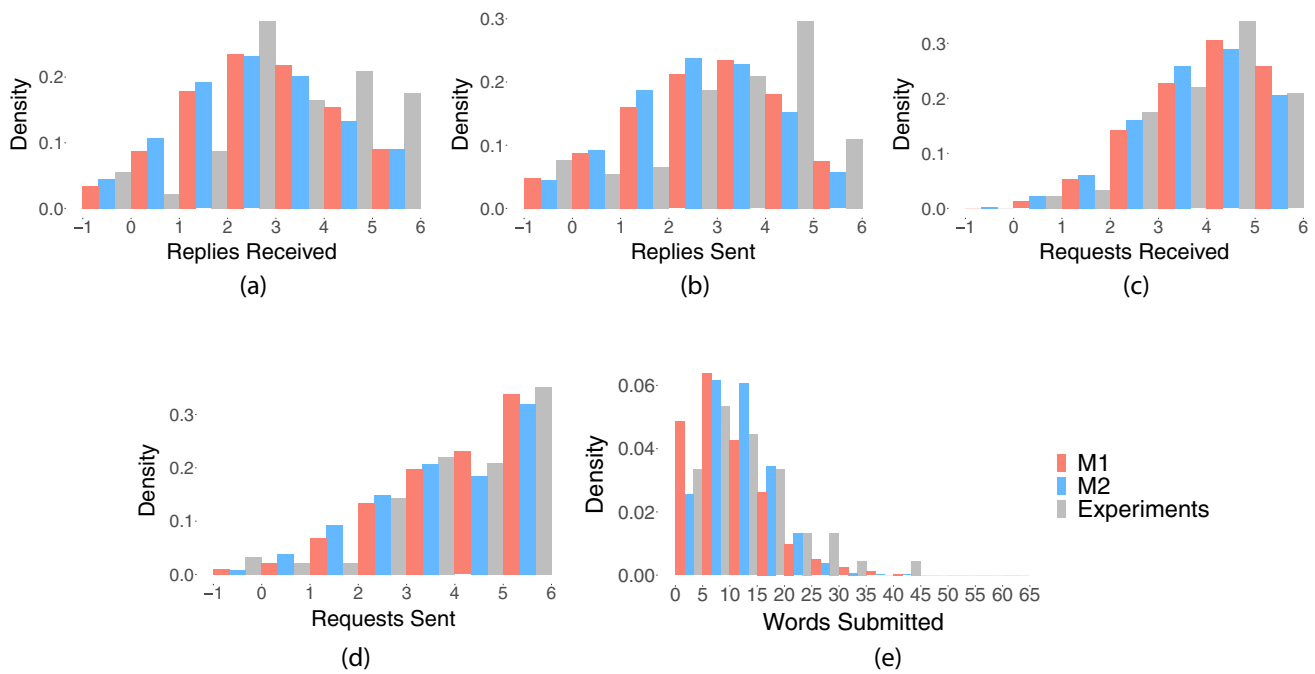 Density
0.2
0.1
0.0
−1 0 1 2 3 4 5 6
Replies Received
(a)
Density
0.3
0.2
0.1
0.0
−1 0 1 2 3 4 5 6
Replies Sent
(b)
Density
0.3
0.2
0.1
0.0
−1 0 1 2 3 4 5 6
Requests Received
(c)
Density
0.3
0.2
0.1
0.0
−1 0 1 2 3 4 5 6
Requests Sent
(d)
Density
0.06
0.04
0.02
0.00
0 5 10 15 20 25 30 35 40 45 50 55 60 65
Words Submitted
(e)
M1
M2
Experiments